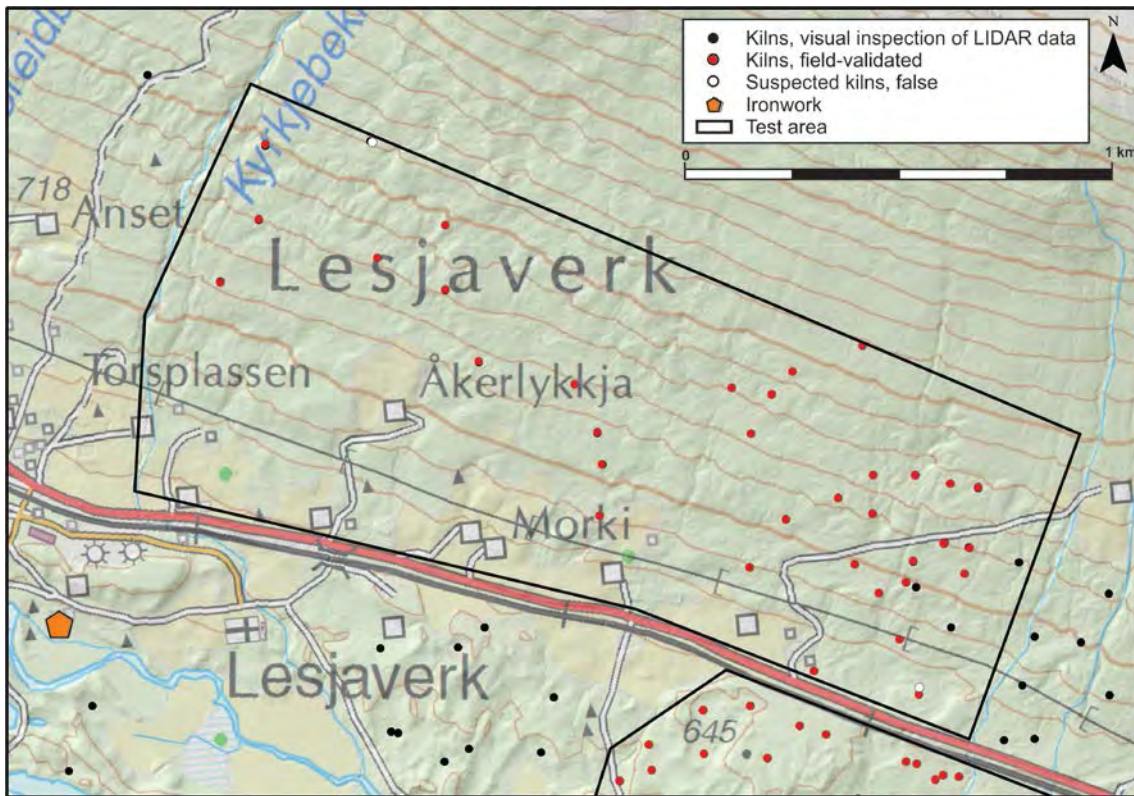 Kilns, visual inspection of LIDAR data
Kilns, field-validated
Suspected kilns, false
Ironwork
Test area
N
0
1 km
Kyrkjebekk
718
Anset
Lesjaverk
Torsplassen
Åkerlykkja
Morki
Lesjaverk
645